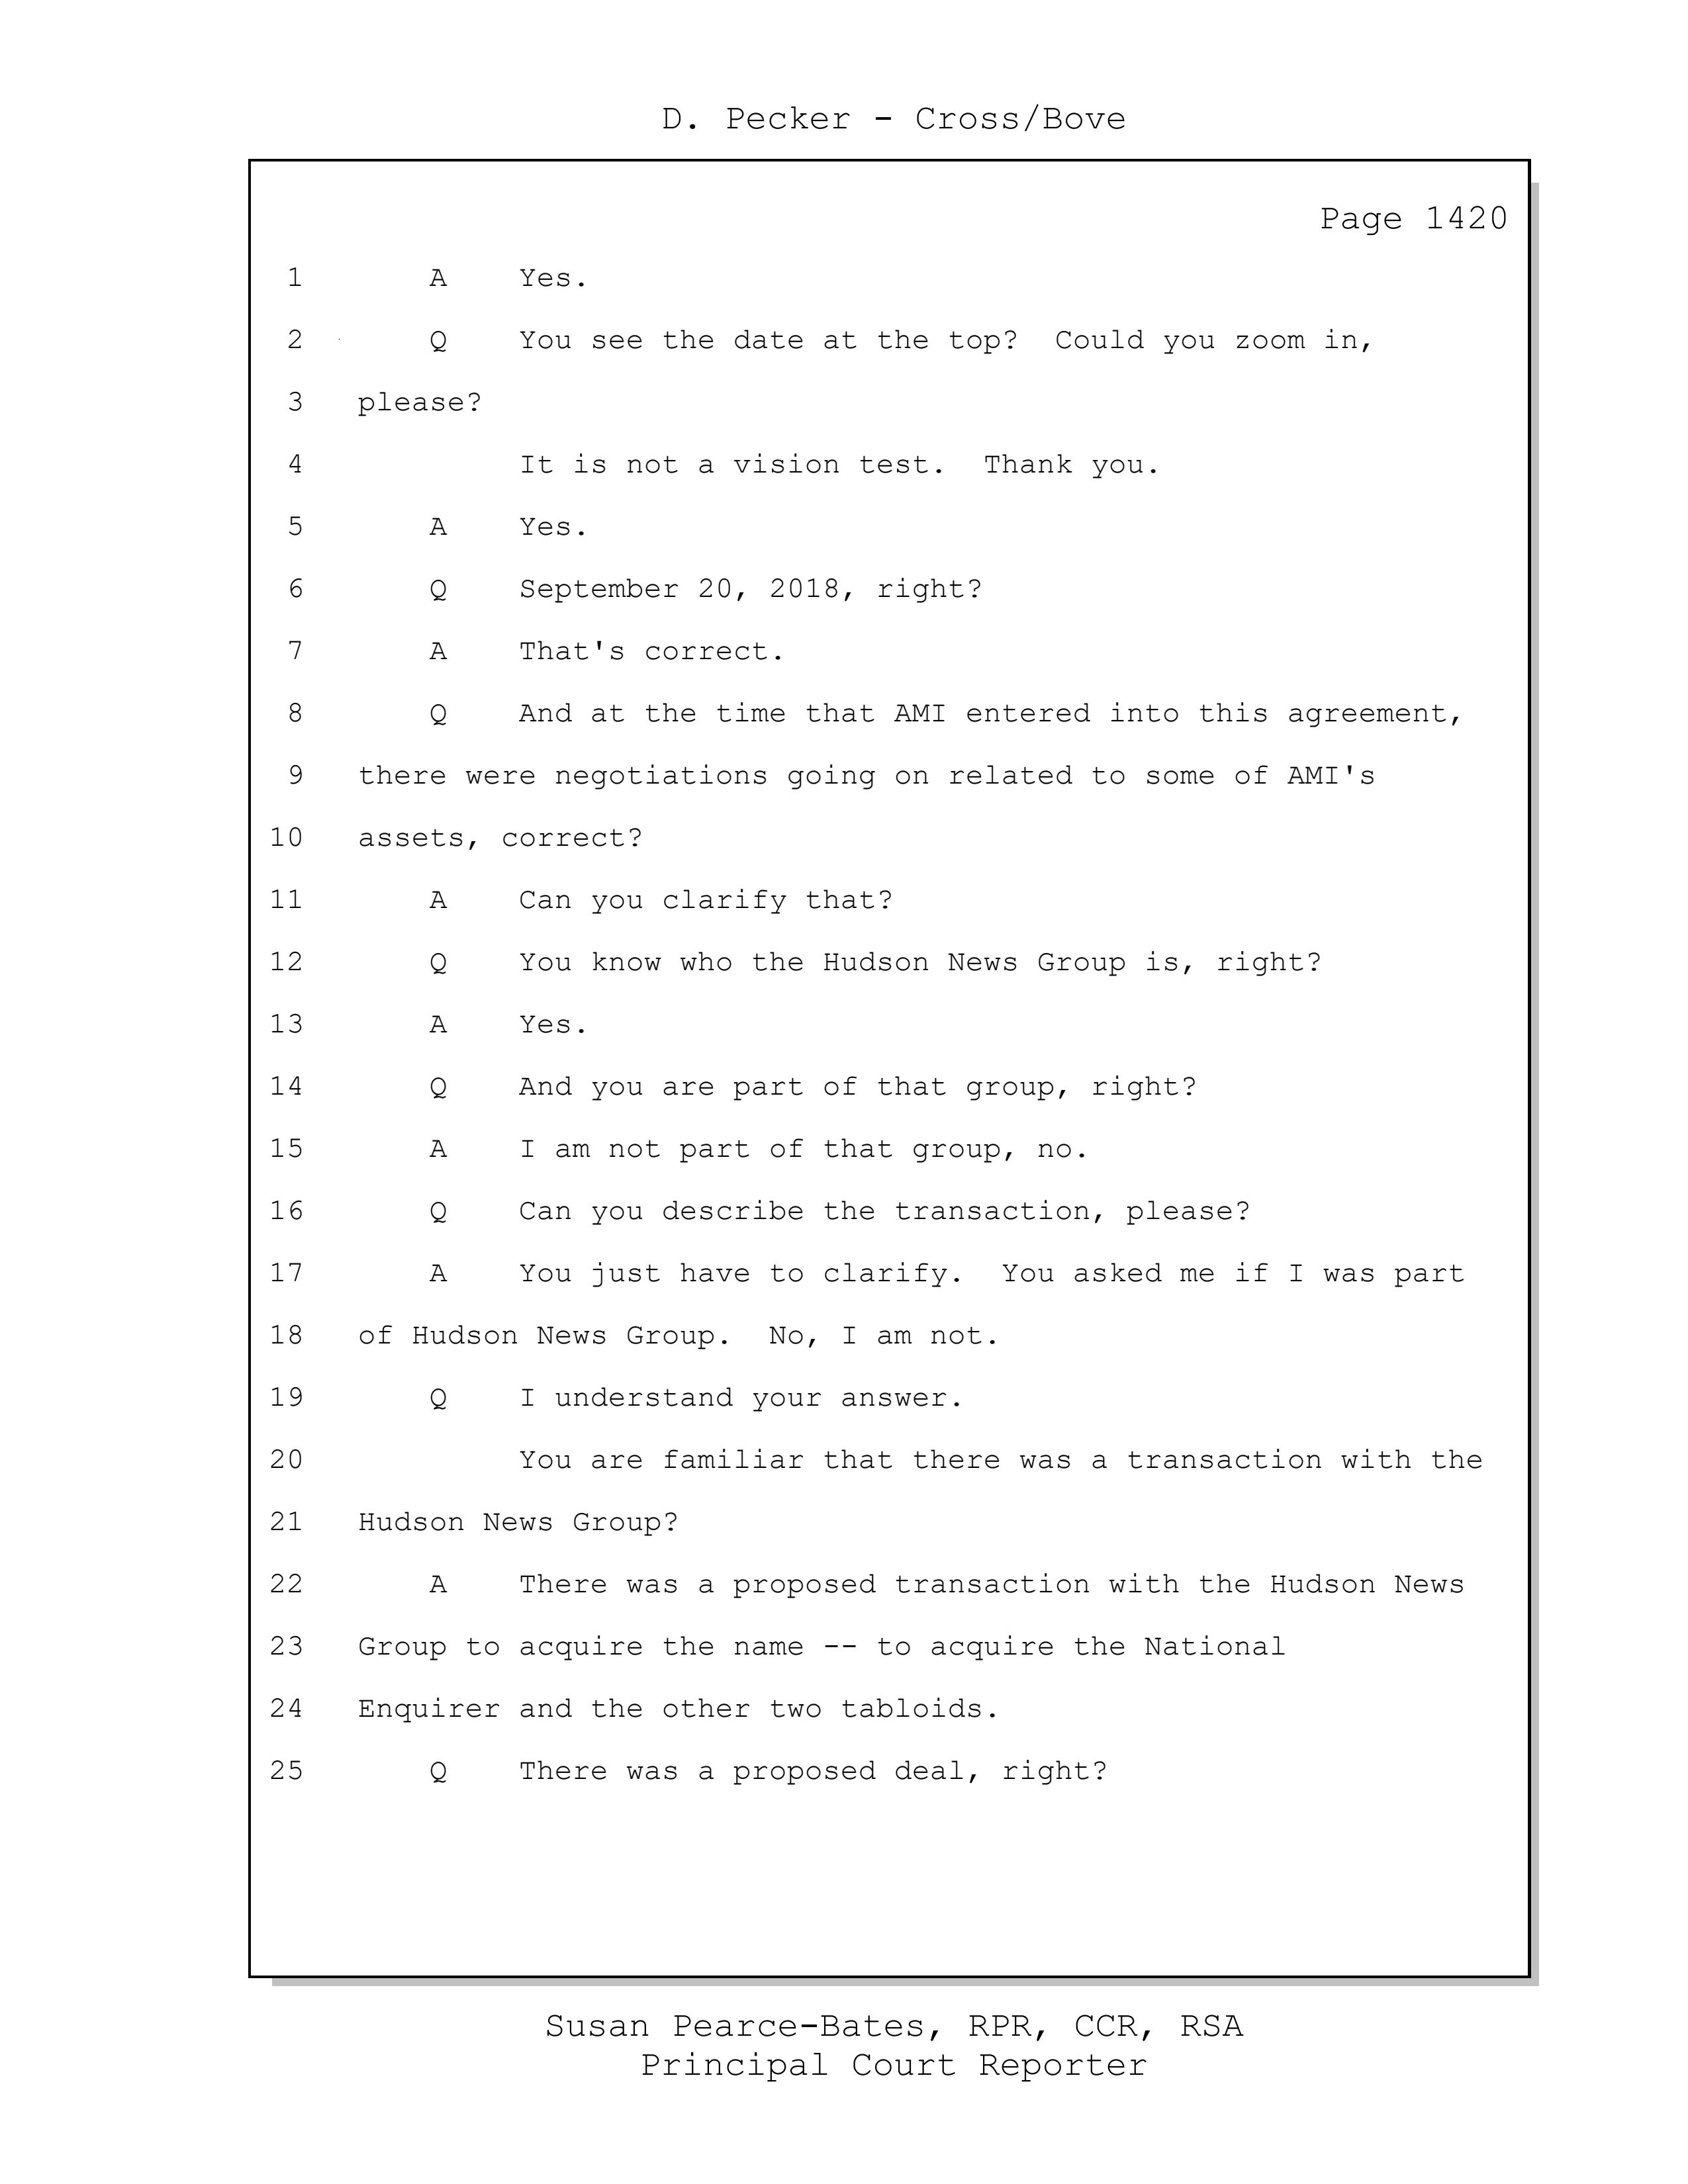 D. Pecker - Cross/Bove
Page 1420
1 A Yes.
2 Q You see the date at the top? Could you zoom in,
3 please?
4 It is not a vision test. Thank you.
5 A Yes.
6 Q September 20, 2018, right?
7 A That's correct.
8 Q And at the time that AMI entered into this agreement,
9 there were negotiations going on related to some of AMI's
10 assets, correct?
11 A Can you clarify that?
12 Q You know who the Hudson News Group is, right?
13 A Yes.
14 Q And you are part of that group, right?
15 A I am not part of that group, no.
16 Q Can you describe the transaction, please?
17 A You just have to clarify. You asked me if I was part
18 of Hudson News Group. No, I am not.
19 Q I understand your answer.
20 You are familiar that there was a transaction with the
21 Hudson News Group?
22 A There was a proposed transaction with the Hudson News
23 Group to acquire the name -- to acquire the National
24 Enquirer and the other two tabloids.
25 Q There was a proposed deal, right?
Susan Pearce-Bates, RPR, CCR, RSA
Principal Court Reporter